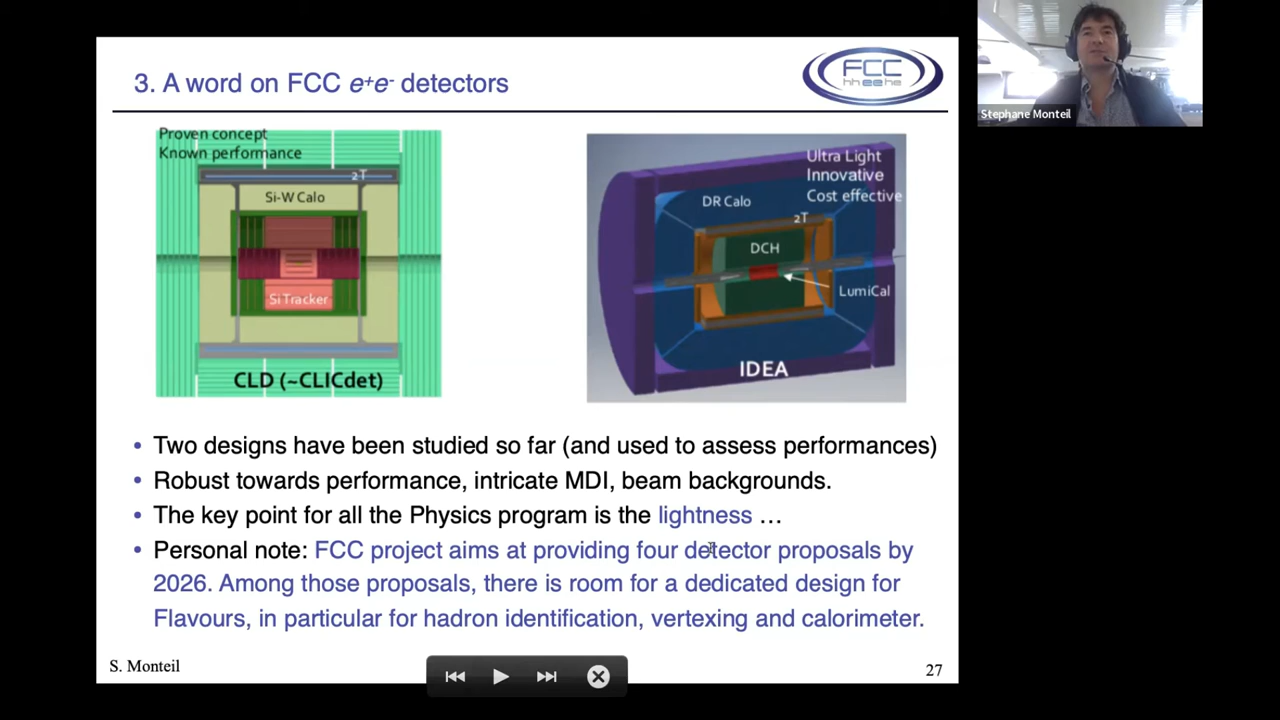 3. A word on FCC e+e- detectors
FCC
hh ee he
Stephane Monteil
Proven concept
Known performance
2T
Si-W Calo
Si Tracker
CLD (~CLICdet)
Ultra Light
Innovative
Cost effective
DR Calo
2T
DCH
LumiCal
IDEA
• Two designs have been studied so far (and used to assess performances)
• Robust towards performance, intricate MDI, beam backgrounds.
• The key point for all the Physics program is the lightness …
• Personal note: FCC project aims at providing four detector proposals by
2026. Among those proposals, there is room for a dedicated design for
Flavours, in particular for hadron identification, vertexing and calorimeter.
S. Monteil
27